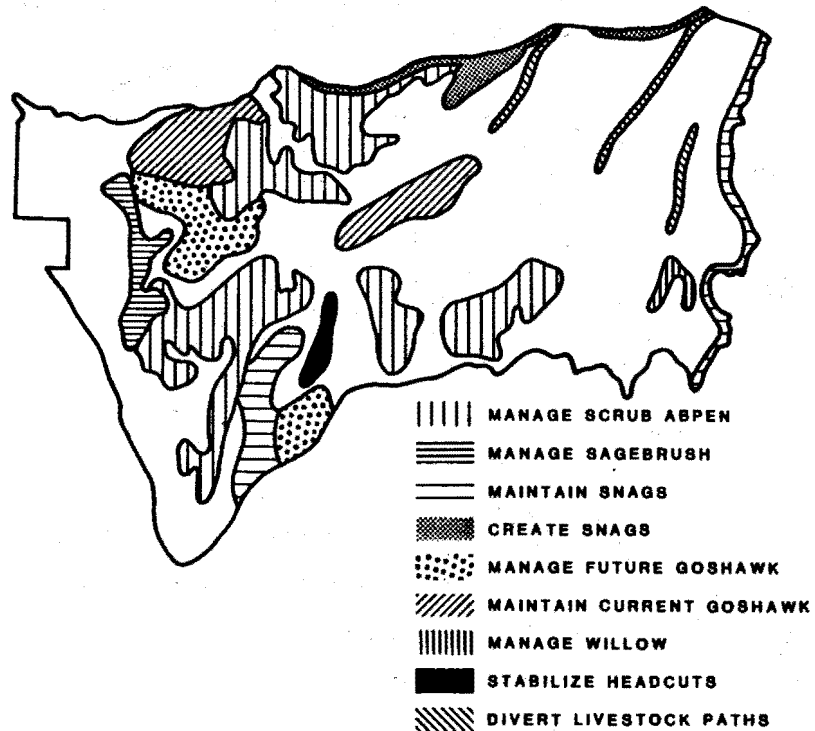 MANAGE SCRUB ABPEN
MANAGE SAGEBRUSH
MAINTAIN SNAGS
CREATE SNAGS
MANAGE FUTURE GOSHAWK
MAINTAIN CURRENT GOSHAWK
MANAGE WILLOW
STABILIZE HEADCUTS
DIVERT LIVESTOCK PATHS